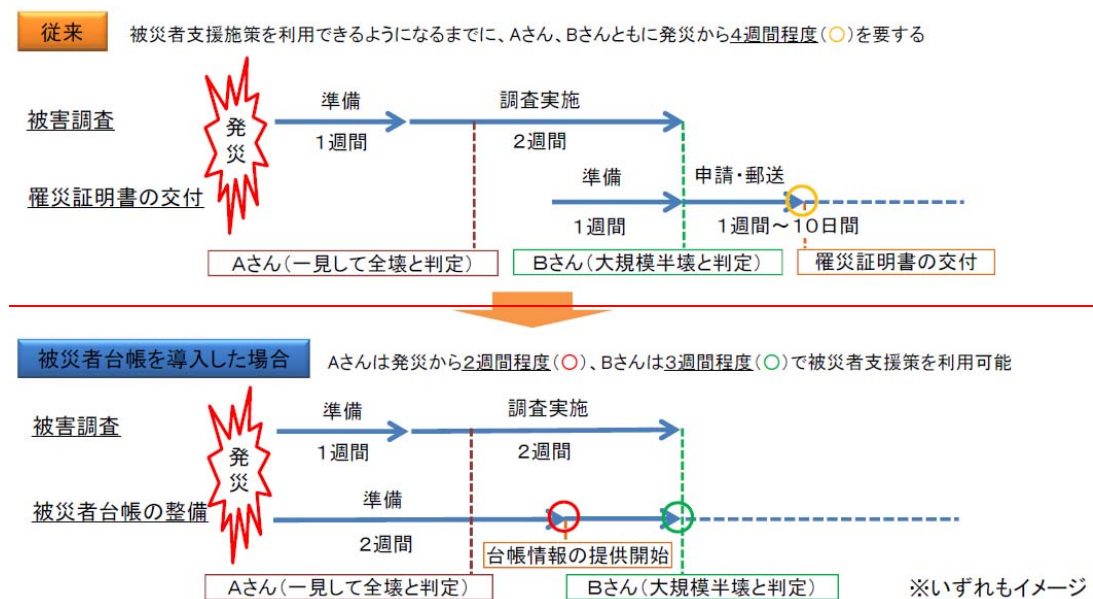 従来
被災者支援施策を利用できるようになるまでに、Aさん、Bさんともに発災から4週間程度(○)を要する
被害調査
発災
準備
1週間
調査実施
2週間
罹災証明書の交付
準備
1週間
申請・郵送
1週間～10日間
Aさん(一見して全壊と判定)
Bさん(大規模半壊と判定)
罹災証明書の交付
被災者台帳を導入した場合
Aさんは発災から2週間程度(○)、Bさんは3週間程度(○)で被災者支援策を利用可能
被害調査
発災
準備
1週間
調査実施
2週間
被災者台帳の整備
準備
2週間
台帳情報の提供開始
Aさん(一見して全壊と判定)
Bさん(大規模半壊と判定)
※いずれもイメージ